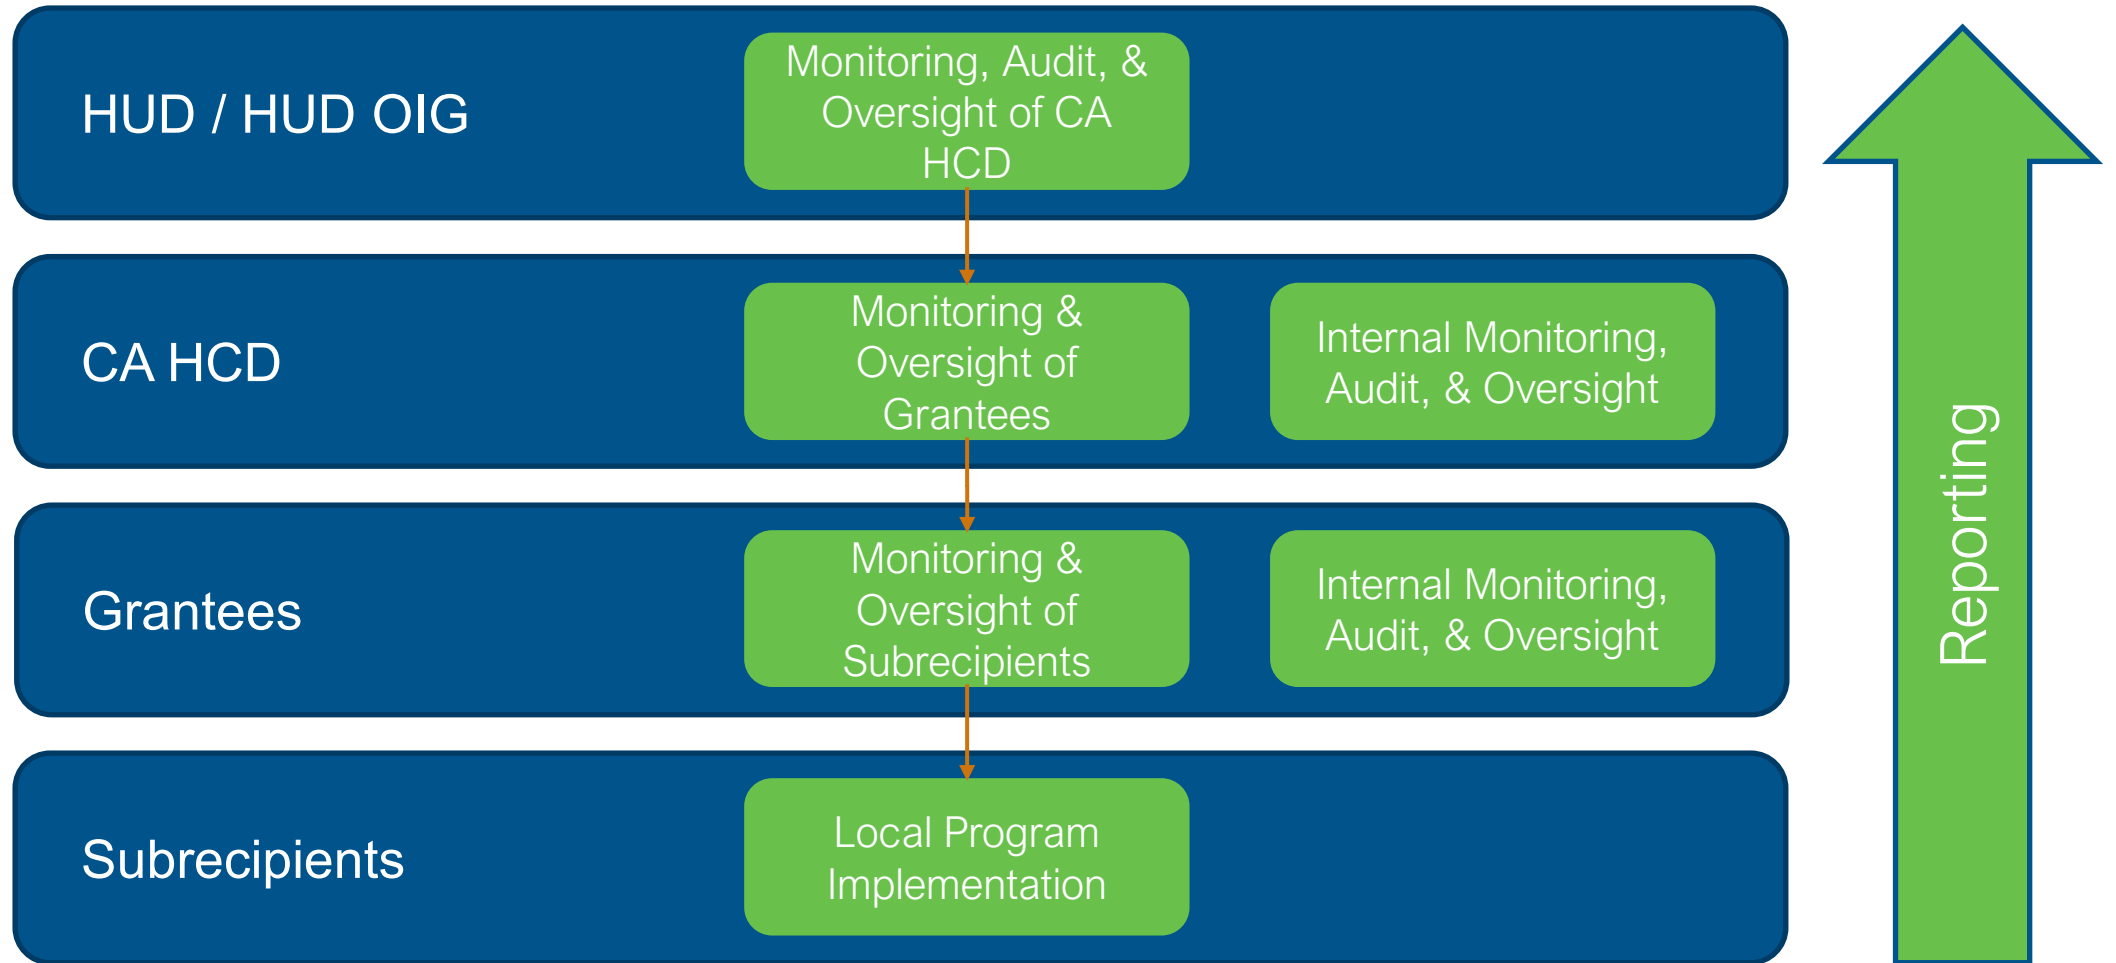 HUD / HUD OIG
Monitoring, Audit, &
Oversight of CA
HCD
CA HCD
Monitoring &
Oversight of
Grantees
Internal Monitoring,
Audit, & Oversight
Grantees
Monitoring &
Oversight of
Subrecipients
Internal Monitoring,
Audit, & Oversight
Subrecipients
Local Program
Implementation
Reporting